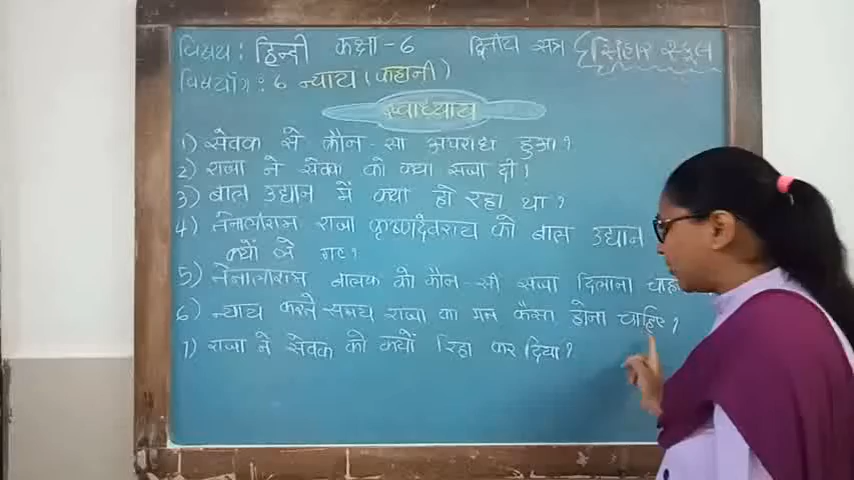 विषय : हिन्दी कक्षा - 6 द्वितीय सत्र सिंहार स्कूल
विषयांग : 6 न्याय (कहानी)
स्वाध्याय
1) सेवक से कौन - सा अपराध हुआ ?
2) राजा ने सेवक को क्या सजा दी ?
3) बाल उद्यान में क्या हो रहा था ?
4) तेनालीराम राजा कृष्णदेवराय को बाल उद्यान
क्यों ले गए ?
5) तेनालीराम बालक को कौन - सी सजा दिलाना
6) न्याय करते समय राजा का मन कैसा होना चाहिए ?
7) राजा ने सेवक को क्यों रिहा कर दिया ?